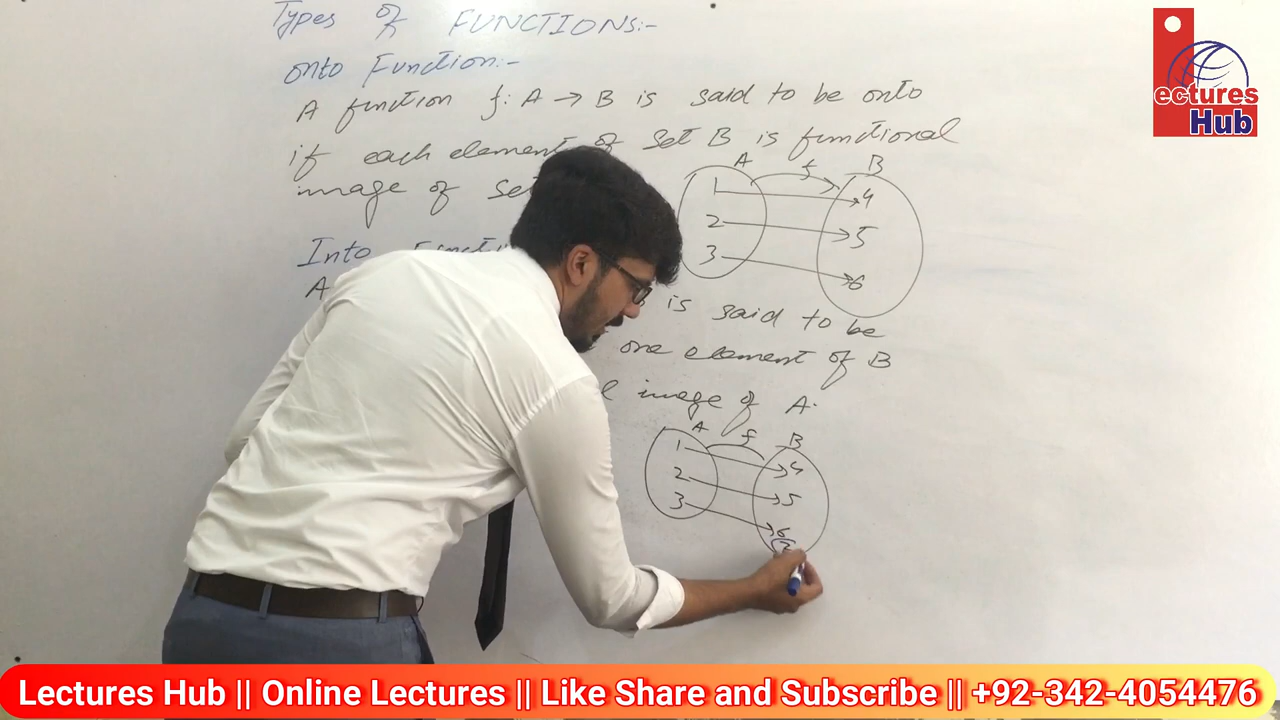 Types of FUNCTIONS:-
onto Function:-
A function f: A → B is said to be onto
if each element of Set B is functional
image of Set
A f B
1 4
2 5
3 6
Into Functi
A is said to be
one element of B
image of A.
A f B
1 4
2 5
3 6
ectures
Hub
Lectures Hub || Online Lectures || Like Share and Subscribe || +92-342-4054476